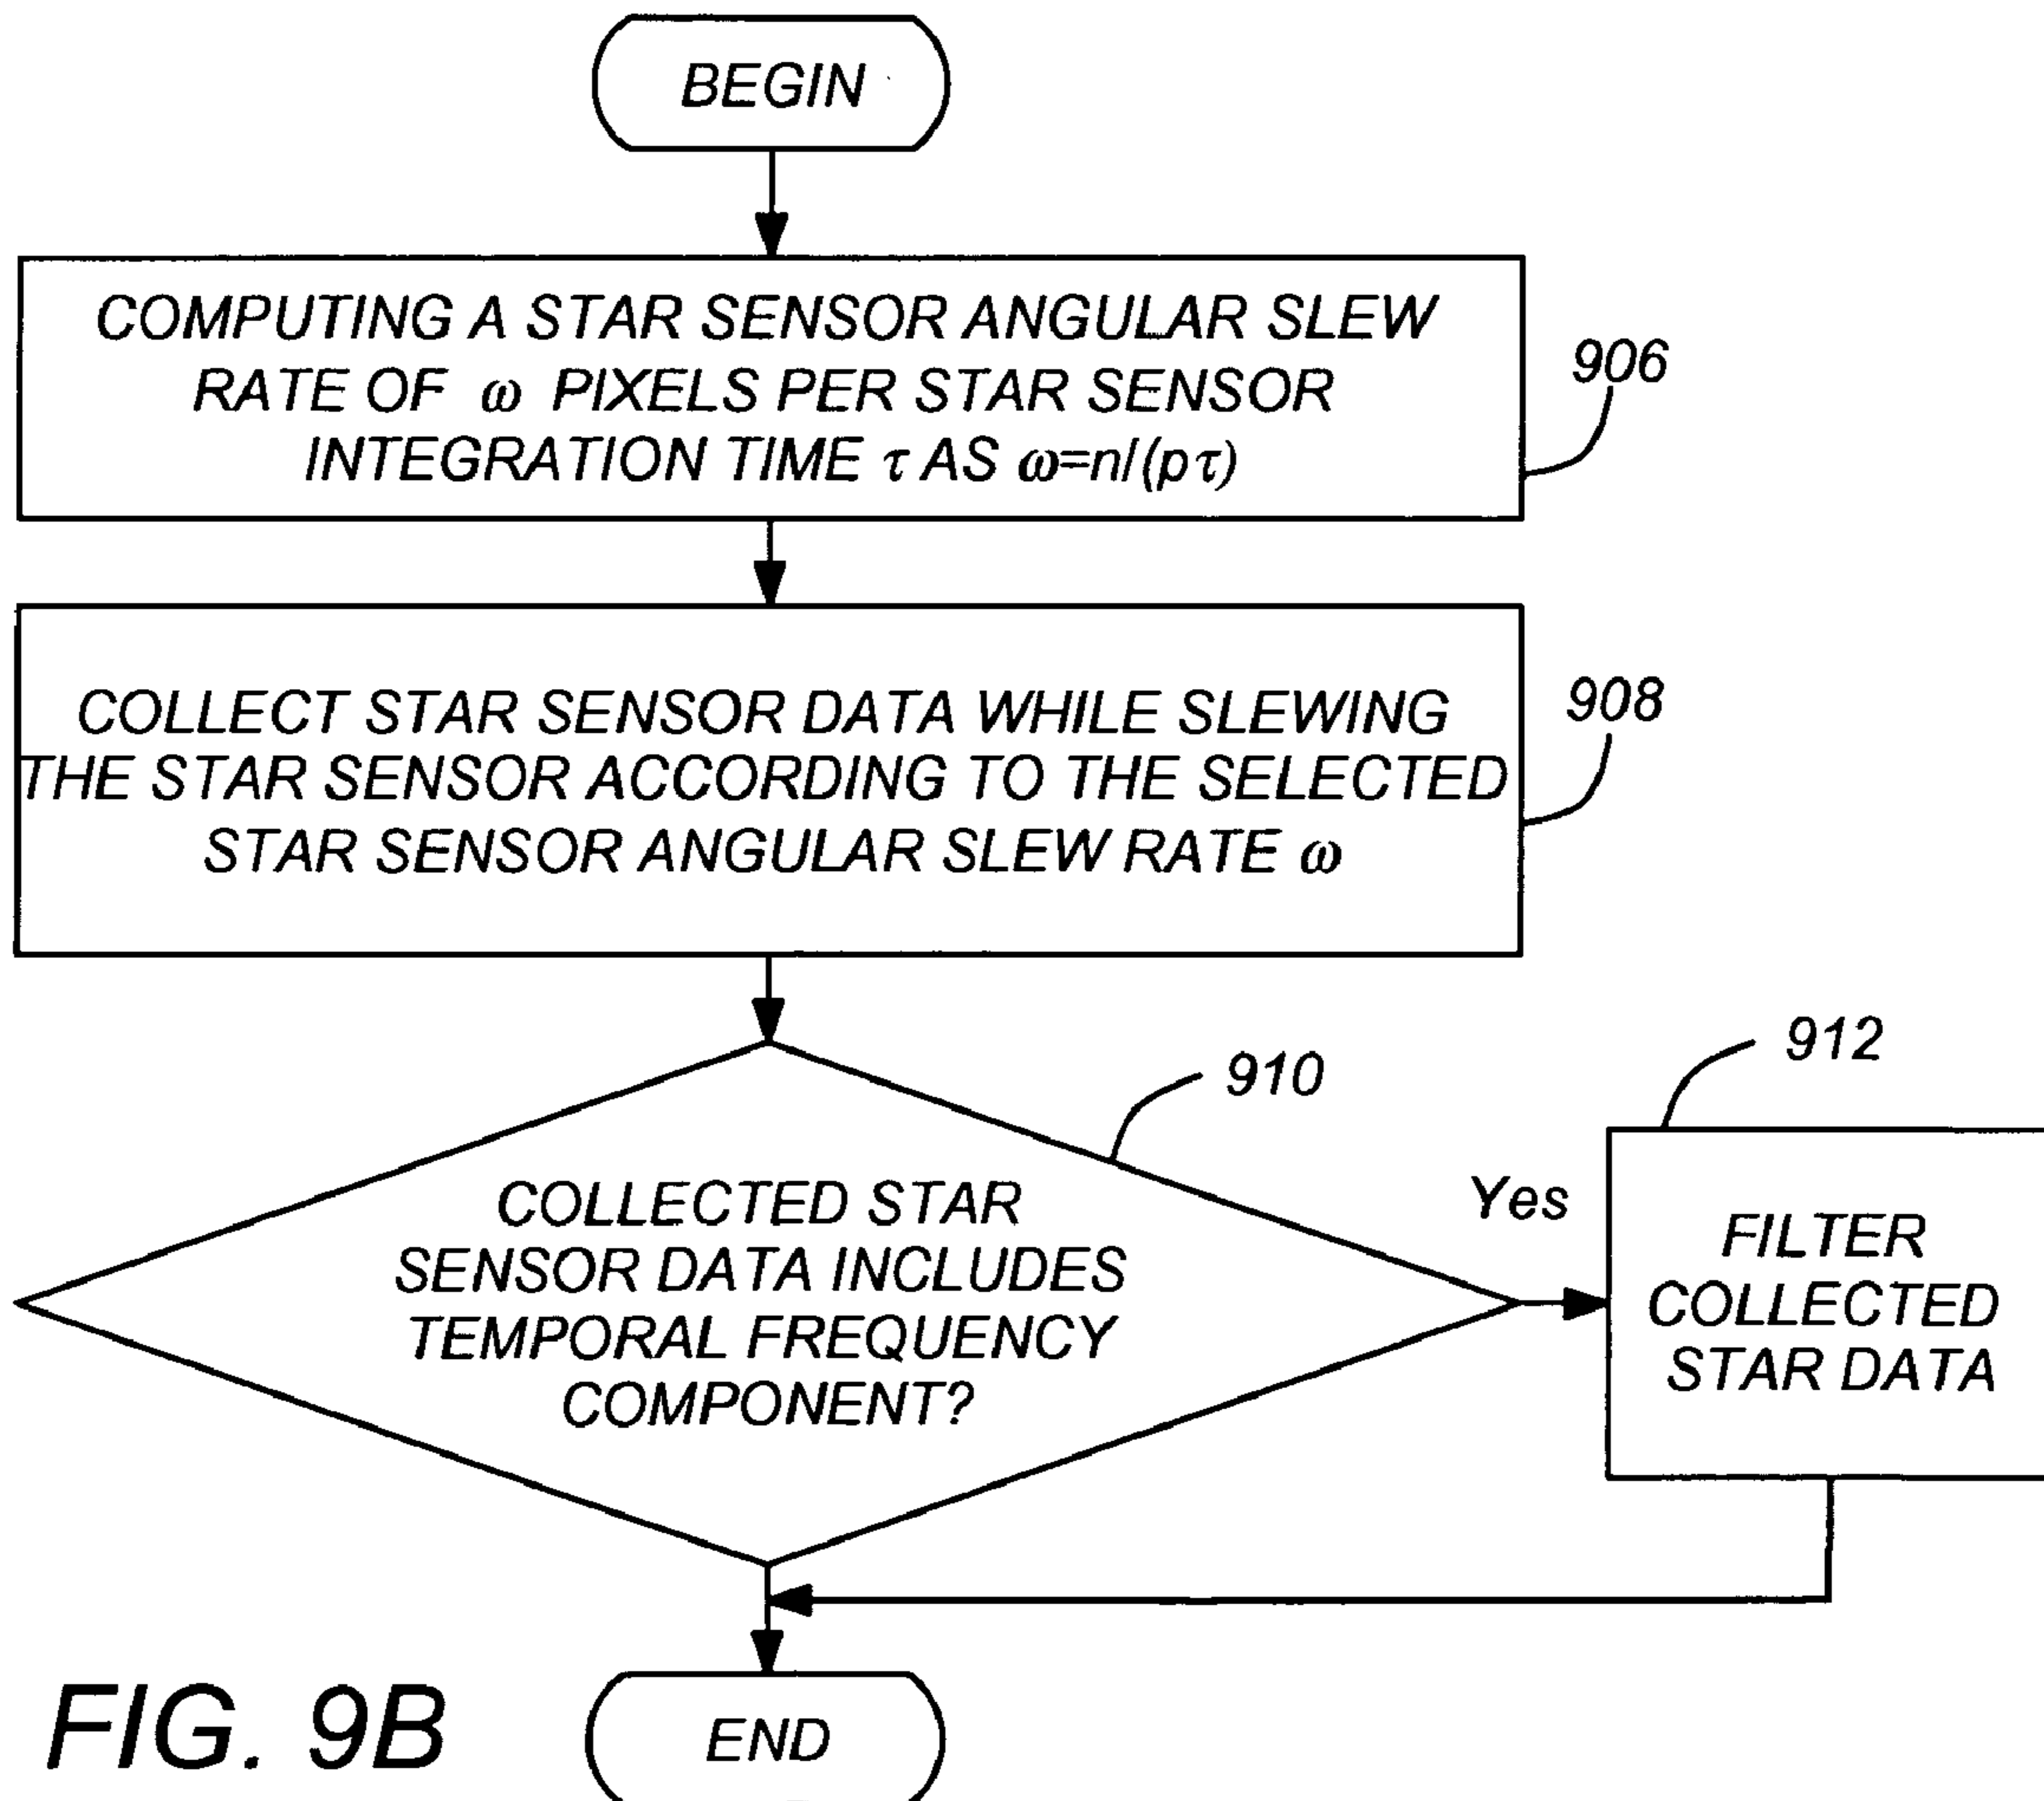 BEGIN
COMPUTING A STAR SENSOR ANGULAR SLEW
RATE OF ω PIXELS PER STAR SENSOR
INTEGRATION TIME τ AS ω=n/(pτ)
906
COLLECT STAR SENSOR DATA WHILE SLEWING
THE STAR SENSOR ACCORDING TO THE SELECTED
STAR SENSOR ANGULAR SLEW RATE ω
908
910
912
COLLECTED STAR
SENSOR DATA INCLUDES
TEMPORAL FREQUENCY
COMPONENT?
Yes
FILTER
COLLECTED
STAR DATA
FIG. 9B
END